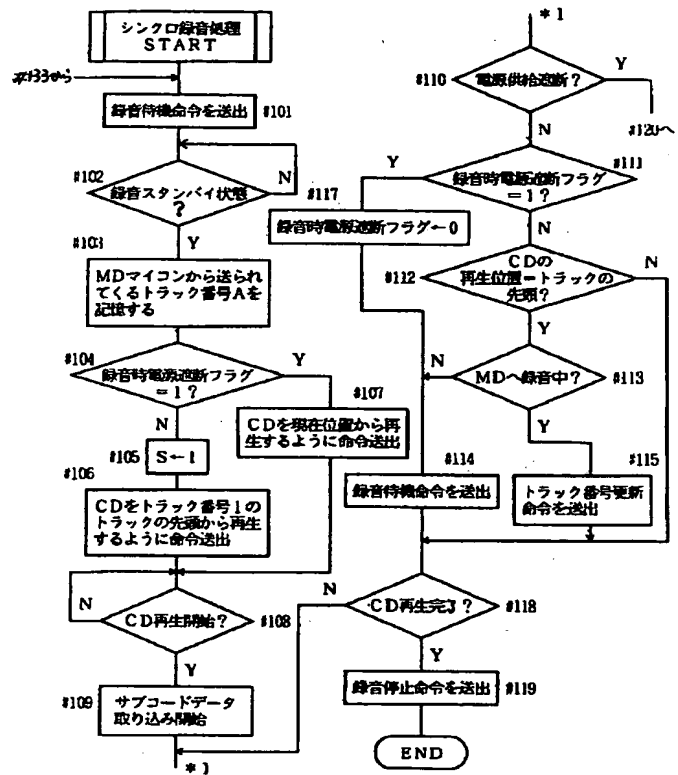 シンクロ録音処理
START
#133から
録音待機命令を送出
#101
N
#102
録音スタンバイ状態
?
#103
Y
MDマイコンから送られ
てくるトラック番号Aを
記憶する
#104
録音時電源遮断フラグ
=1?
Y
N
#107
CDを現在位置から再
生するように命令送出
#105
S←1
#106
CDをトラック番号1の
トラックの先頭から再生
するように命令送出
N
CD再生開始?
#108
Y
#109
サブコードデータ
取り込み開始
*1
*1
#110
電源供給遮断?
Y
#120へ
N
#111
録音時電源遮断フラグ
=1?
Y
#117
録音時電源遮断フラグ←0
N
#112
CDの
再生位置=トラックの
先頭?
N
Y
MDへ録音中?
#113
N
Y
#114
録音待機命令を送出
#115
トラック番号更新
命令を送出
N
CD再生完了?
#118
Y
録音停止命令を送出
#119
END